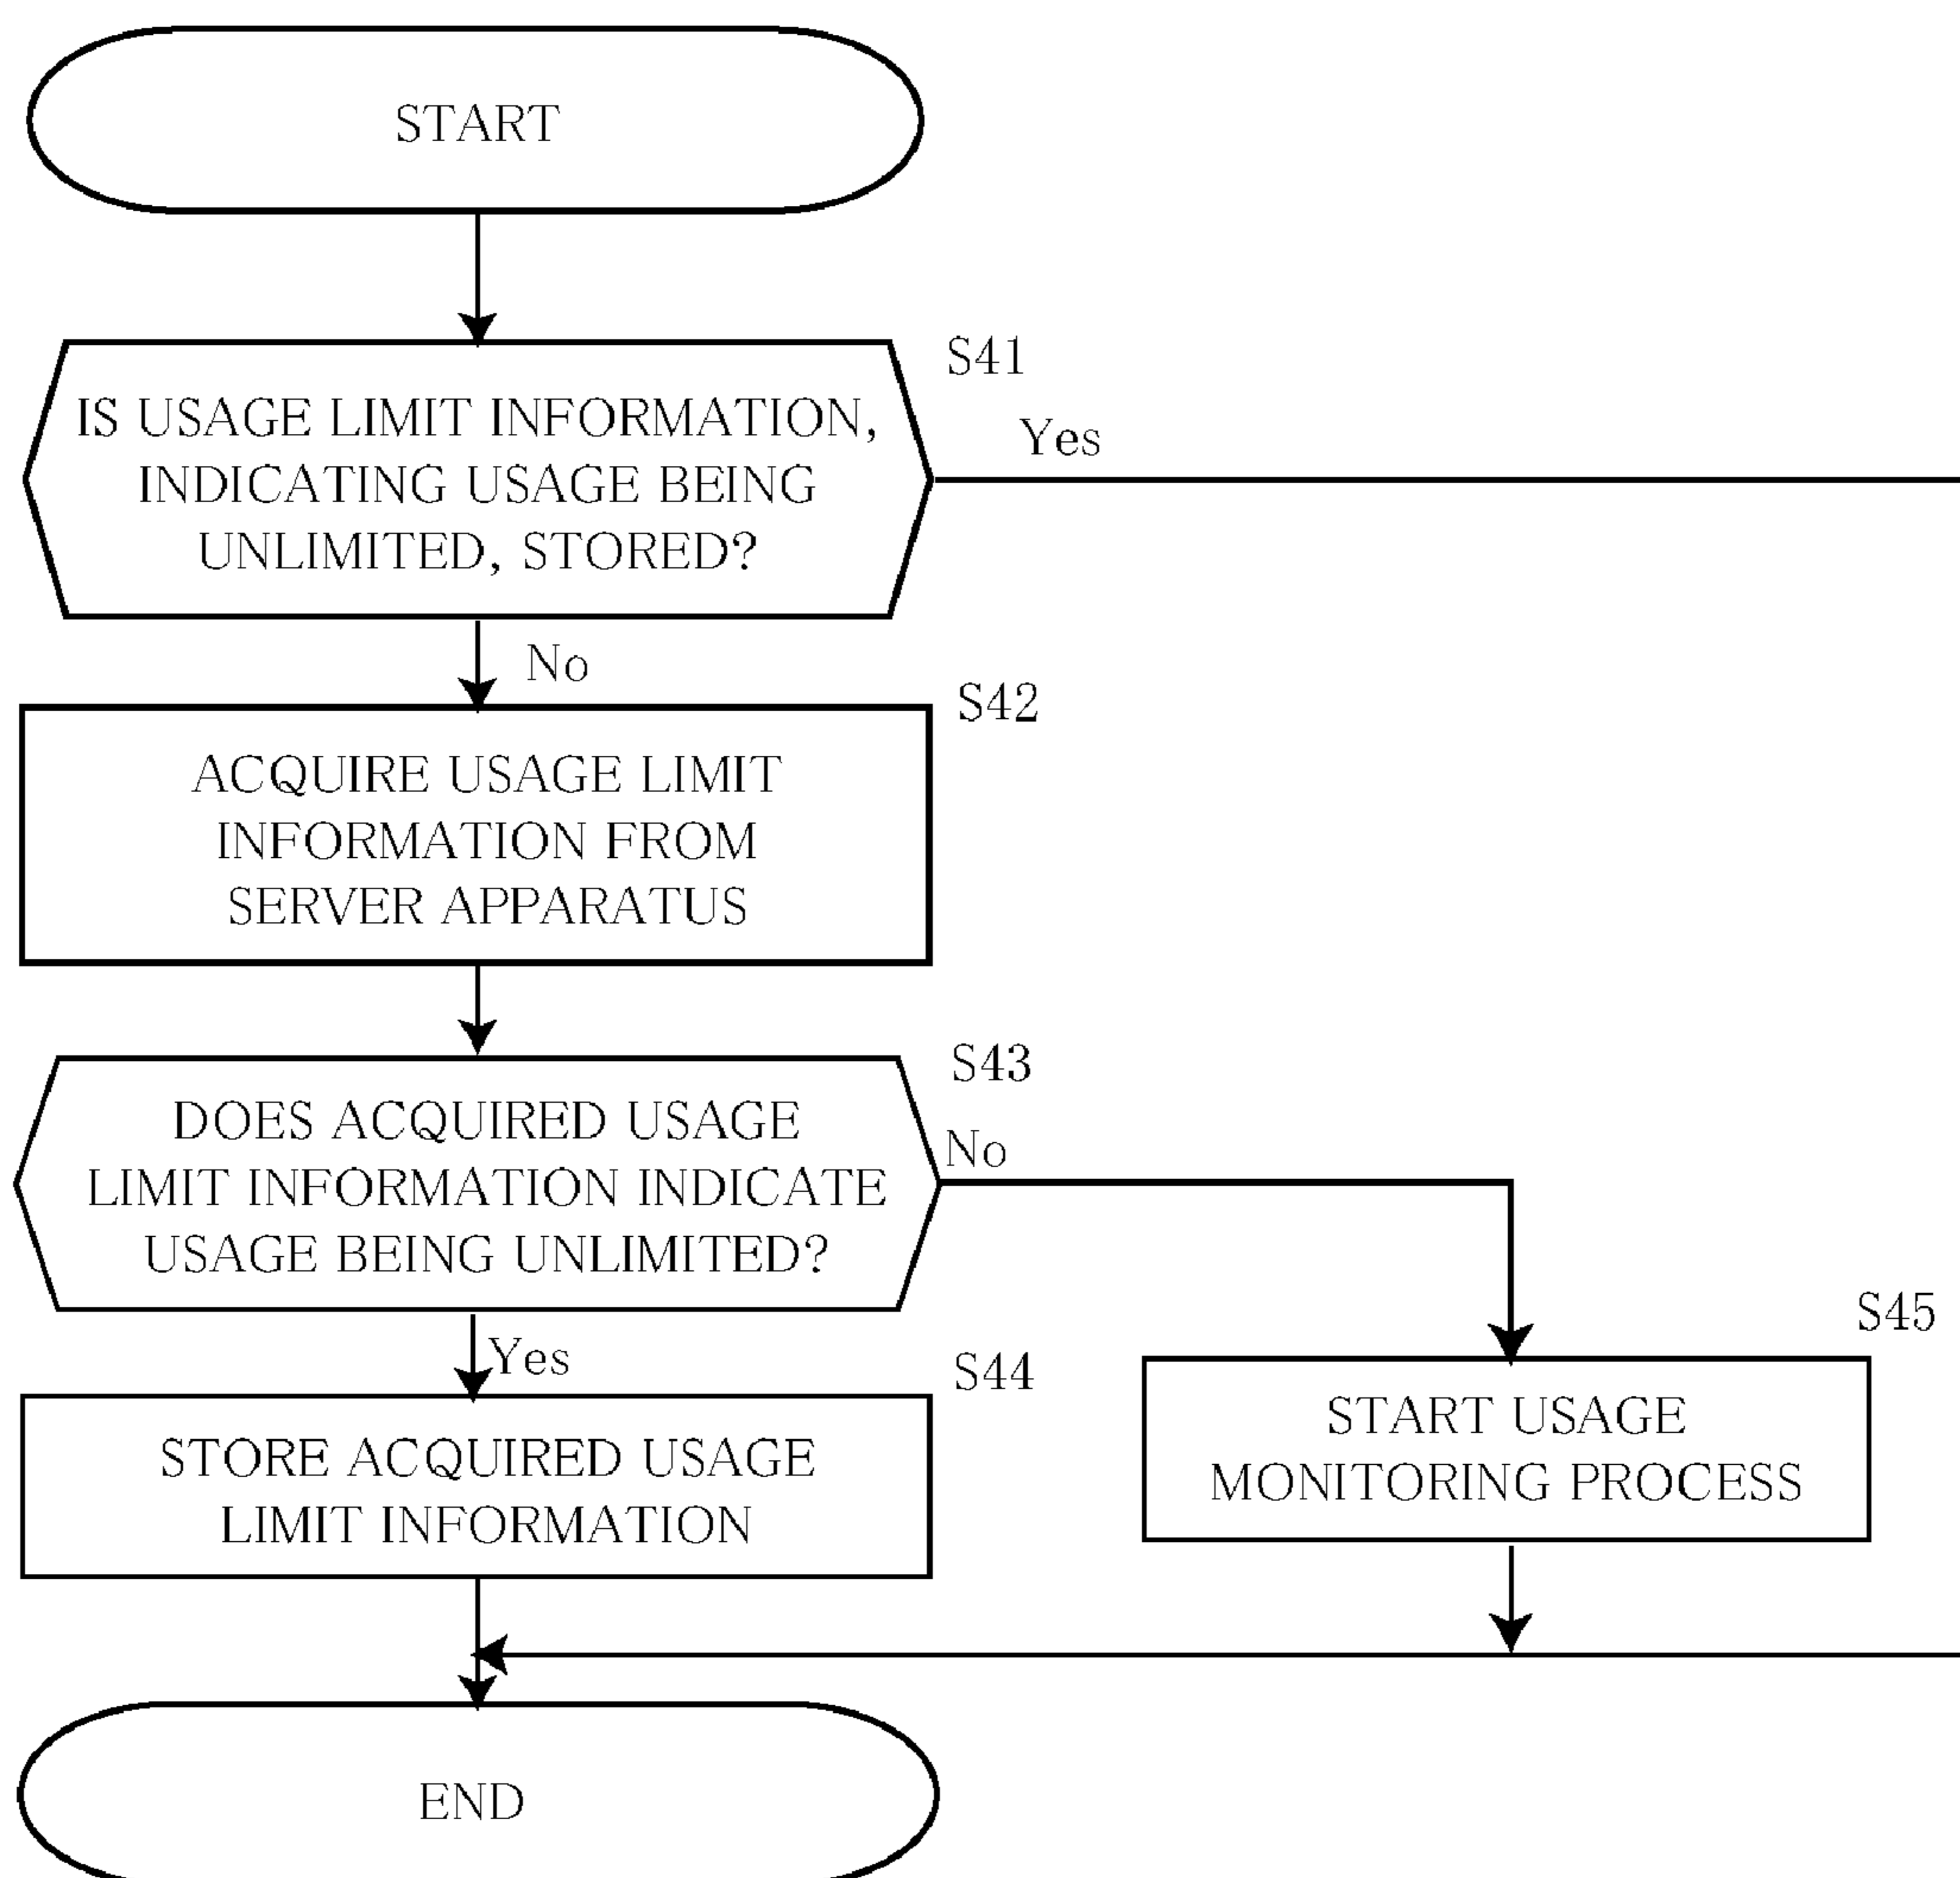 START
S41
IS USAGE LIMIT INFORMATION,
INDICATING USAGE BEING
UNLIMITED, STORED?
Yes
No
S42
ACQUIRE USAGE LIMIT
INFORMATION FROM
SERVER APPARATUS
S43
DOES ACQUIRED USAGE
LIMIT INFORMATION INDICATE
USAGE BEING UNLIMITED?
No
Yes
S44
STORE ACQUIRED USAGE
LIMIT INFORMATION
S45
START USAGE
MONITORING PROCESS
END